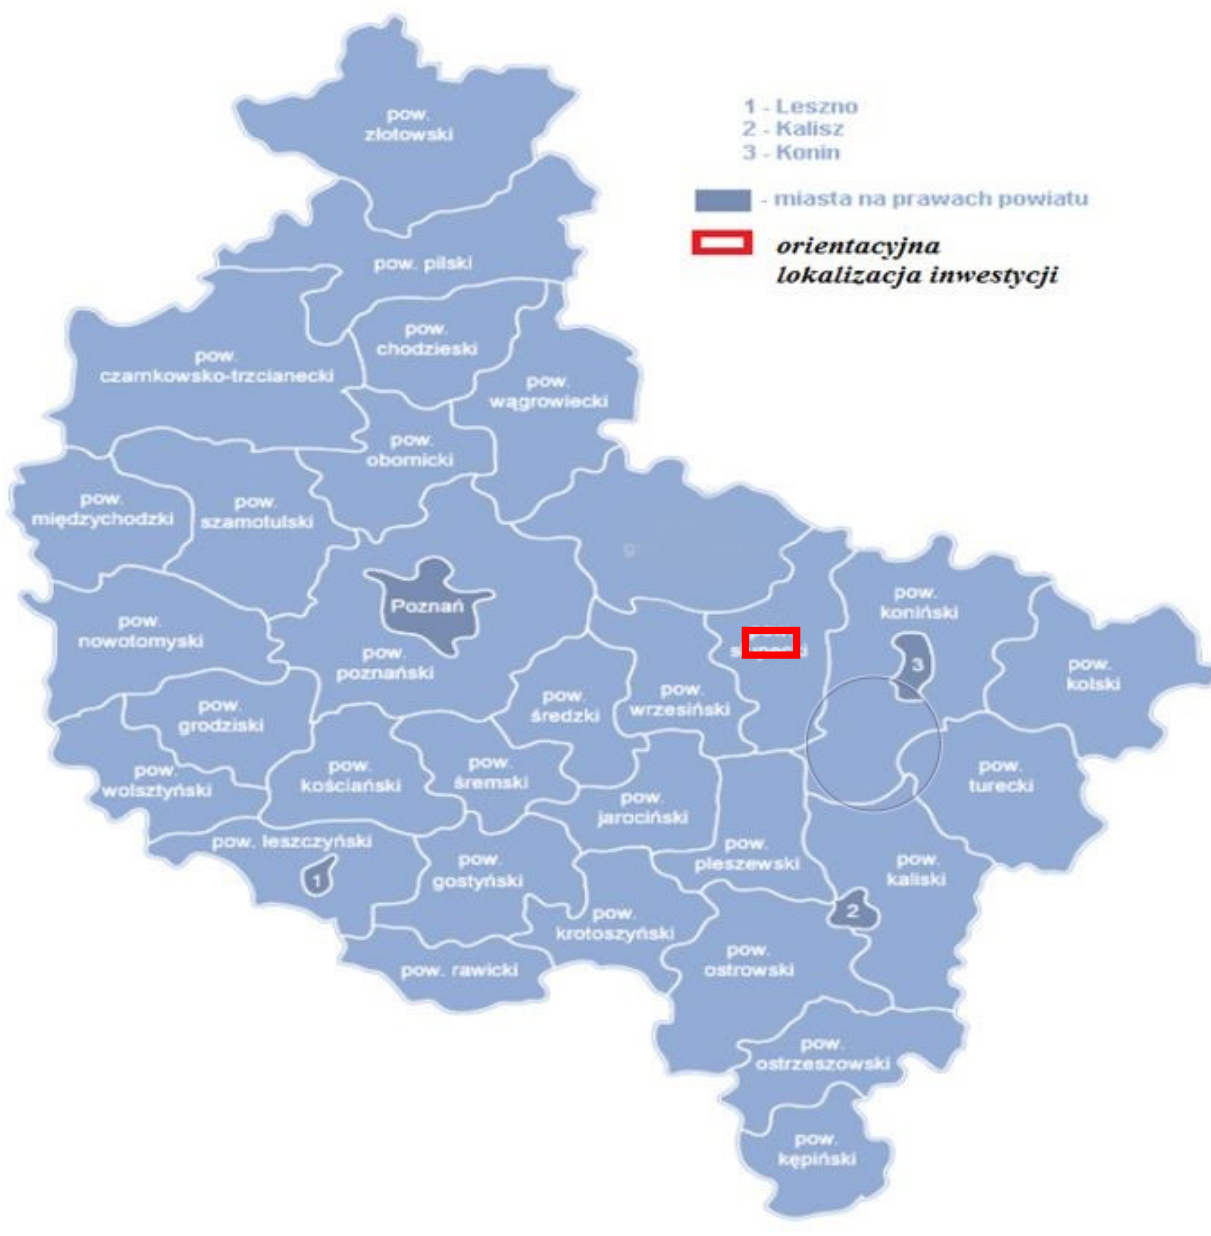 pow.
złotowski
1 - Leszno
2 - Kalisz
3 - Konin
- miasta na prawach powiatu
orientacyjna
lokalizacja inwestycji
pow. pilski
pow.
chodzieski
pow.
czarnkowsko-trzcianecki
pow.
wągrowiecki
pow.
obornicki
pow.
międzychodzki
pow.
szamotulski
pow.
koniński
Poznań
pow.
nowotomyski
pow.
poznański
3
pow.
kolski
pow.
średzki
pow.
wrzesiński
pow.
grodziski
pow.
wolsztyński
pow.
kościański
pow.
śremski
pow.
turecki
pow.
jarociński
pow. leszczyński
1
pow.
gostyński
pow.
pleszewski
pow.
kaliski
2
pow.
krotoszyński
pow. rawicki
pow.
ostrowski
pow.
ostrzeszowski
pow.
kępiński